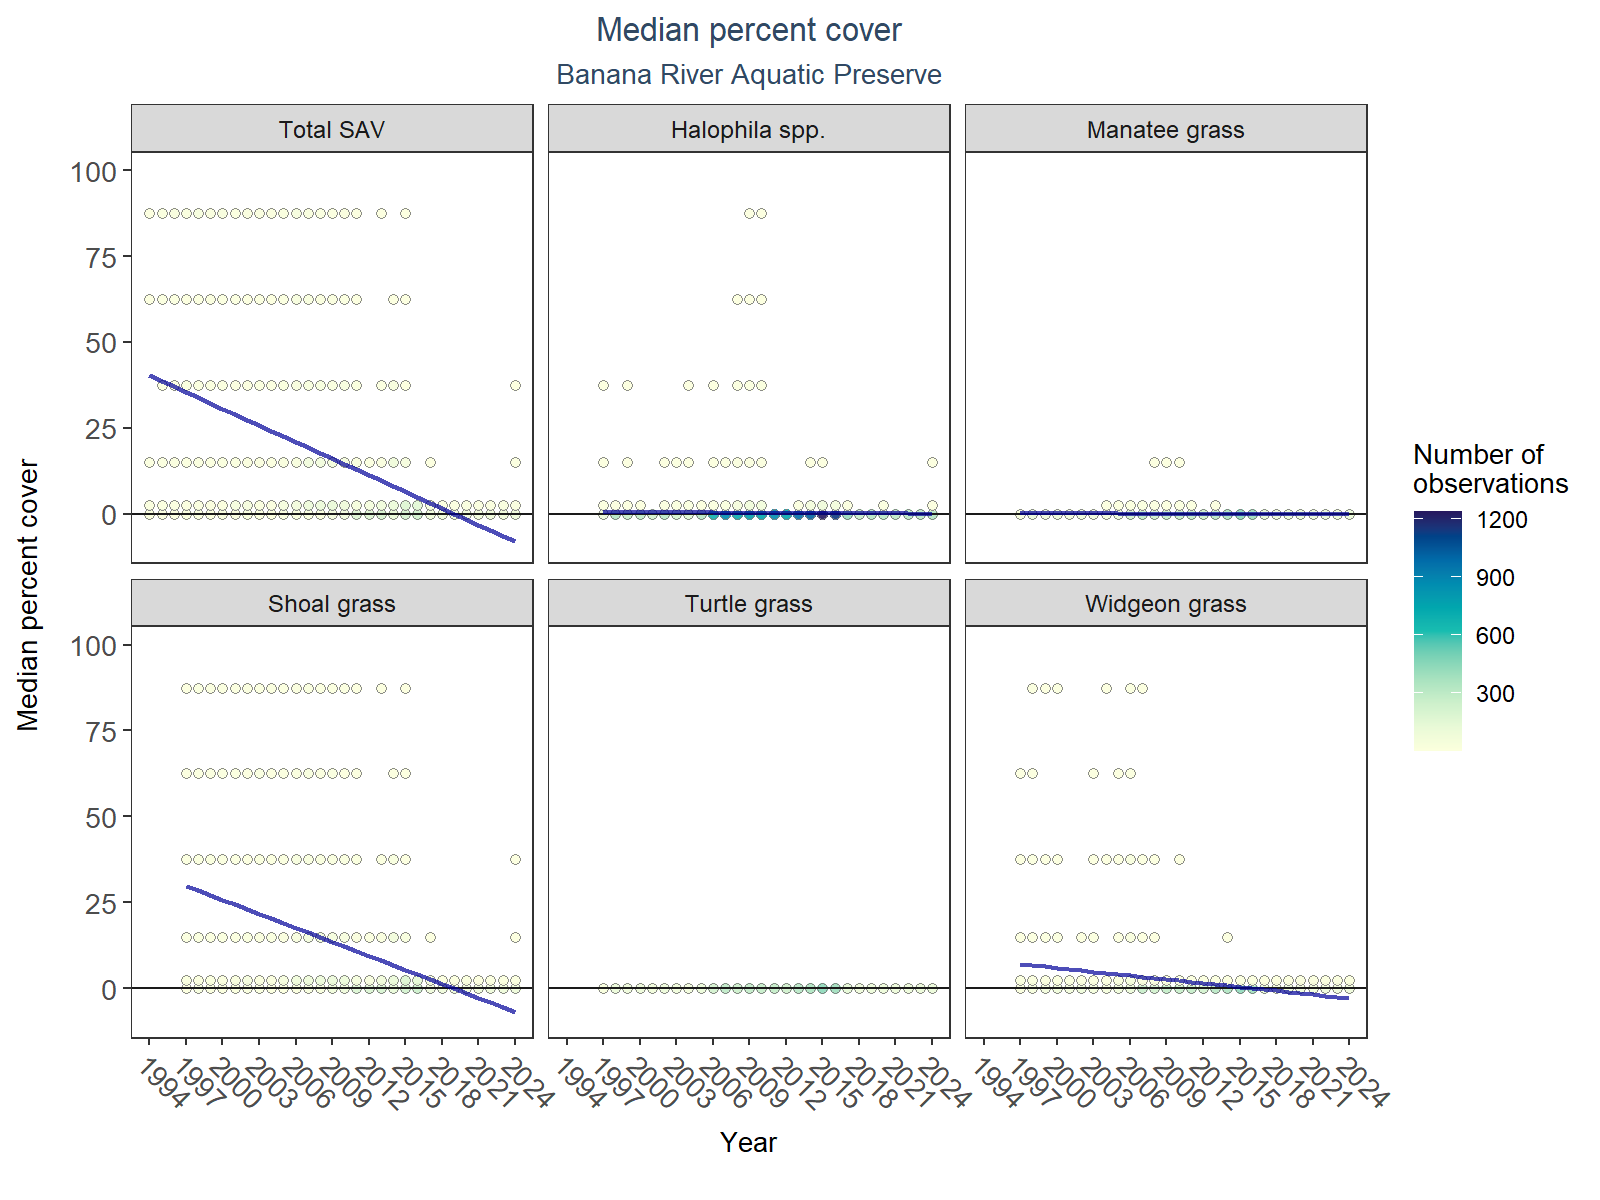 Median percent cover
Banana River Aquatic Preserve
Total SAV
Halophila spp.
Manatee grass
100
75
50
25
0
Shoal grass
Turtle grass
Widgeon grass
100
75
50
25
0
Median percent cover
1994 1997 2000 2003 2006 2009 2012 2015 2018 2021 2024
1994 1997 2000 2003 2006 2009 2012 2015 2018 2021 2024
1994 1997 2000 2003 2006 2009 2012 2015 2018 2021 2024
Year
Number of
observations
1200
900
600
300